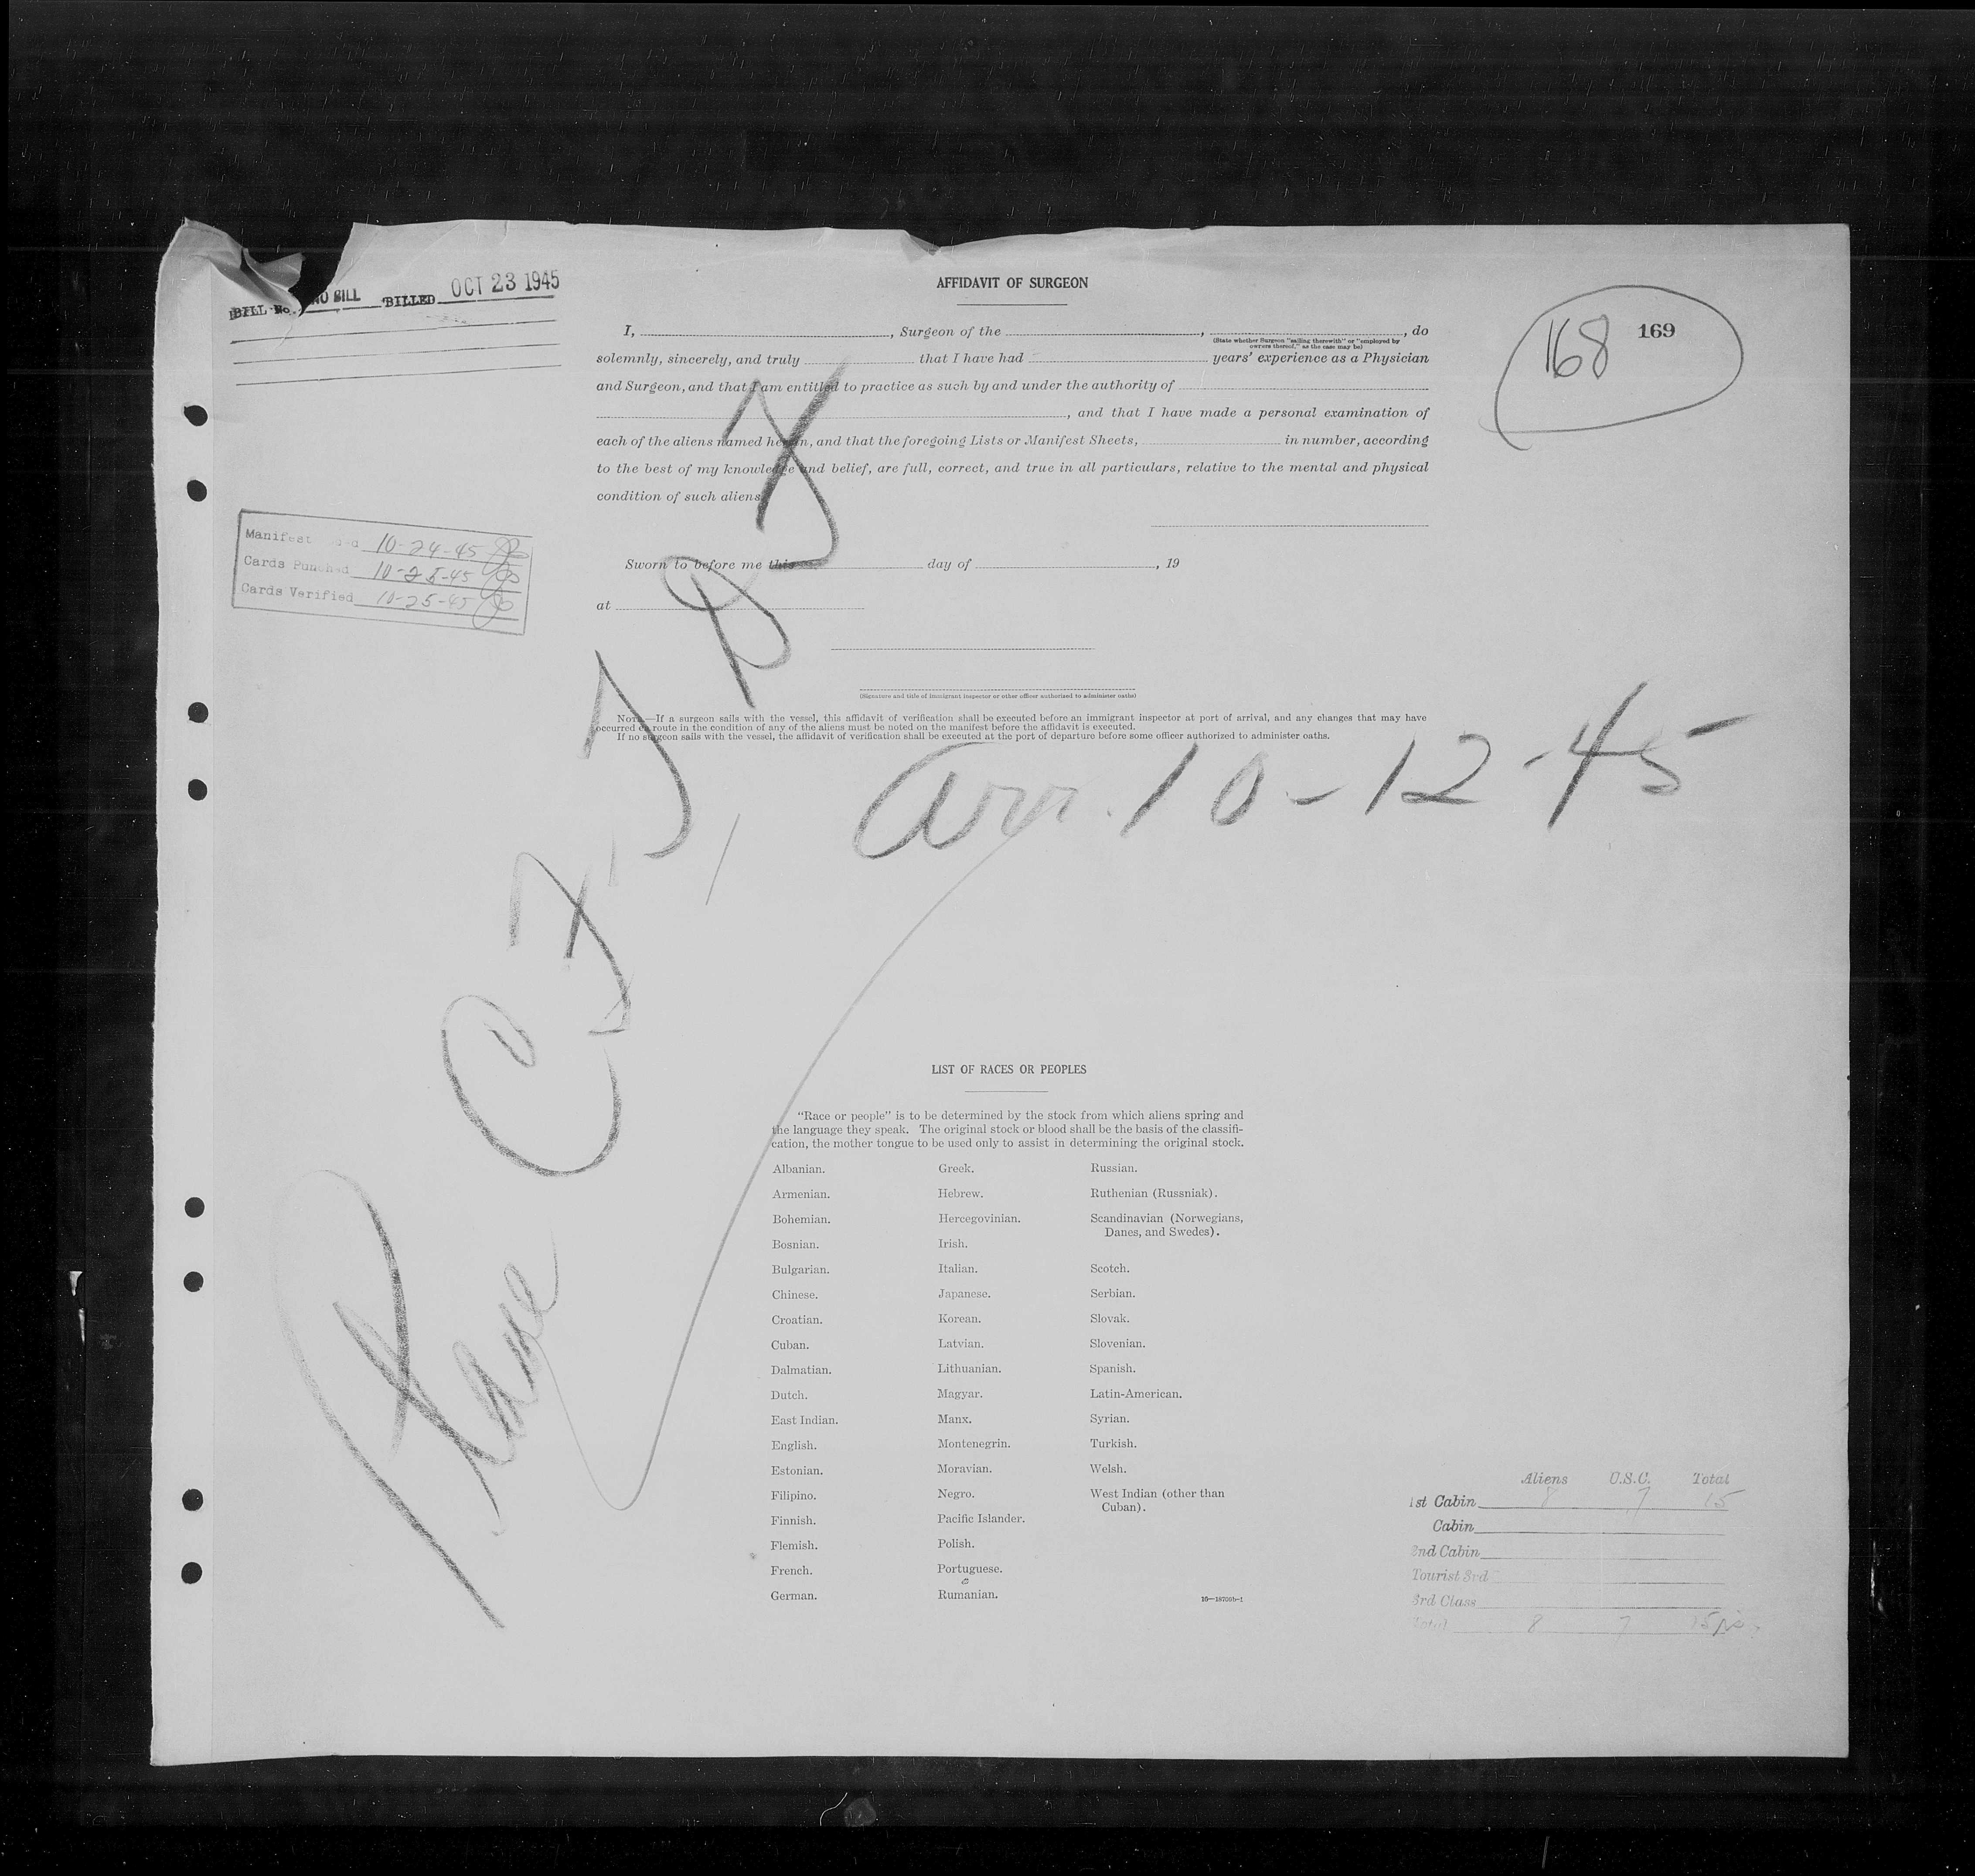 BILL No. NO BILL BILLED OCT 23 1945
AFFIDAVIT OF SURGEON
168 169
I, , Surgeon of the , , do
(State whether Surgeon "sailing therewith" or "employed by
owners thereof," as the case may be)
solemnly, sincerely, and truly that I have had years' experience as a Physician
and Surgeon, and that I am entitled to practice as such by and under the authority of
, and that I have made a personal examination of
each of the aliens named herein, and that the foregoing Lists or Manifest Sheets, in number, according
to the best of my knowledge and belief, are full, correct, and true in all particulars, relative to the mental and physical
condition of such aliens
Manifest 10-24-45
Cards Punched 10-25-45
Cards Verified 10-25-45
Sworn to before me this day of , 19
at
(Signature and title of immigrant inspector or other officer authorized to administer oaths)
NOTE.—If a surgeon sails with the vessel, this affidavit of verification shall be executed before an immigrant inspector at port of arrival, and any changes that may have
occurred en route in the condition of any of the aliens must be noted on the manifest before the affidavit is executed.
If no surgeon sails with the vessel, the affidavit of verification shall be executed at the port of departure before some officer authorized to administer oaths.
Plane
arr. 10-12-45
LIST OF RACES OR PEOPLES
"Race or people" is to be determined by the stock from which aliens spring and
the language they speak. The original stock or blood shall be the basis of the classifi-
cation, the mother tongue to be used only to assist in determining the original stock.
Albanian.
Armenian.
Bohemian.
Bosnian.
Bulgarian.
Chinese.
Croatian.
Cuban.
Dalmatian.
Dutch.
East Indian.
English.
Estonian.
Filipino.
Finnish.
Flemish.
French.
German.
Greek.
Hebrew.
Hercegovinian.
Irish.
Italian.
Japanese.
Korean.
Latvian.
Lithuanian.
Magyar.
Manx.
Montenegrin.
Moravian.
Negro.
Pacific Islander.
Polish.
Portuguese.
Rumanian.
Russian.
Ruthenian (Russniak).
Scandinavian (Norwegians,
Danes, and Swedes).
Scotch.
Serbian.
Slovak.
Slovenian.
Spanish.
Latin-American.
Syrian.
Turkish.
Welsh.
West Indian (other than
Cuban).
Aliens U.S.C. Total
1st Cabin 8 7 15
Cabin
2nd Cabin
Tourist 3rd
3rd Class
Total 8 7 15